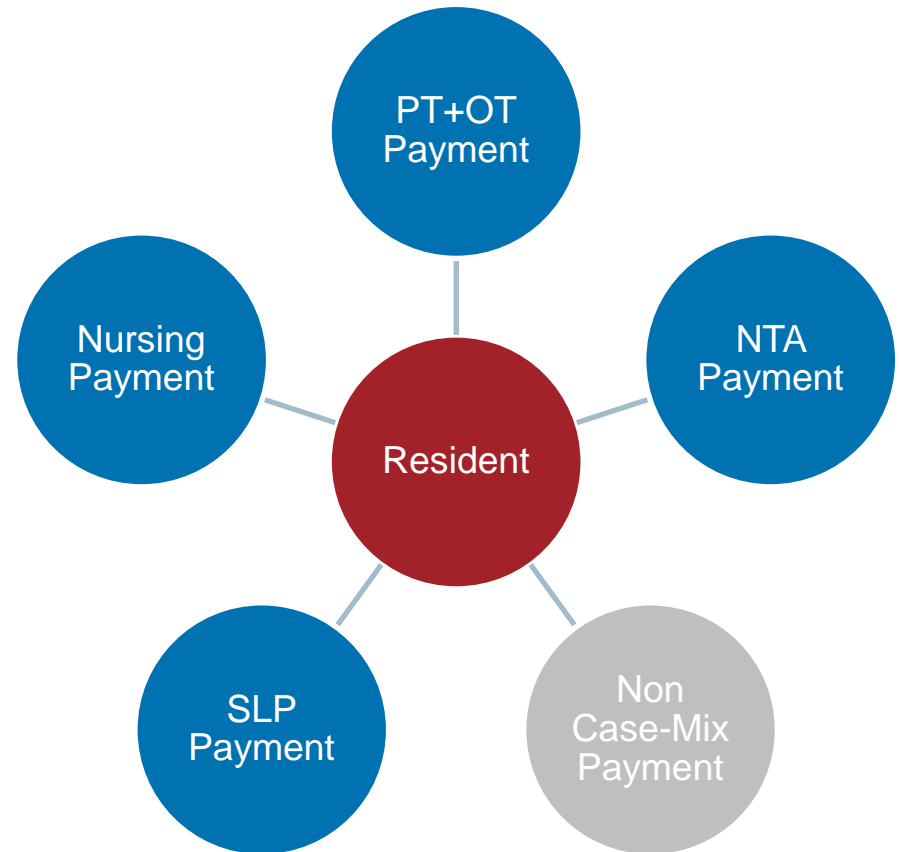 PT+OT
Payment
Nursing
Payment
NTA
Payment
Resident
SLP
Payment
Non
Case-Mix
Payment